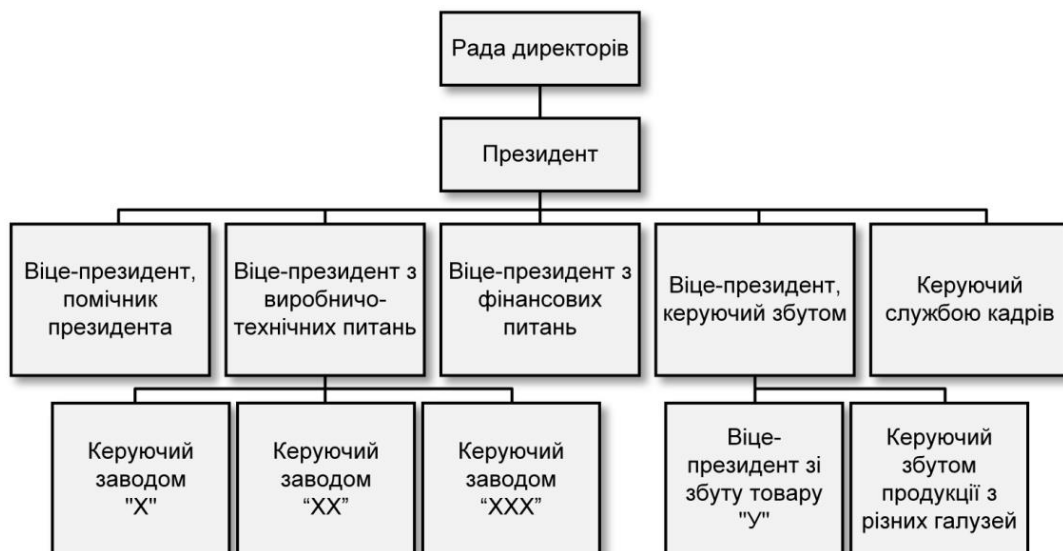 Рада директорів
Президент
Віце-президент,
помічник
президента
Віце-президент з
виробничо-
технічних питань
Віце-президент з
фінансових
питань
Віце-президент,
керуючий збутом
Керуючий
службою кадрів
Керуючий
заводом
"Х"
Керуючий
заводом
“ХХ”
Керуючий
заводом
“ХХХ”
Віце-
президент зі
збуту товару
"У"
Керуючий
збутом
продукції з
різних галузей